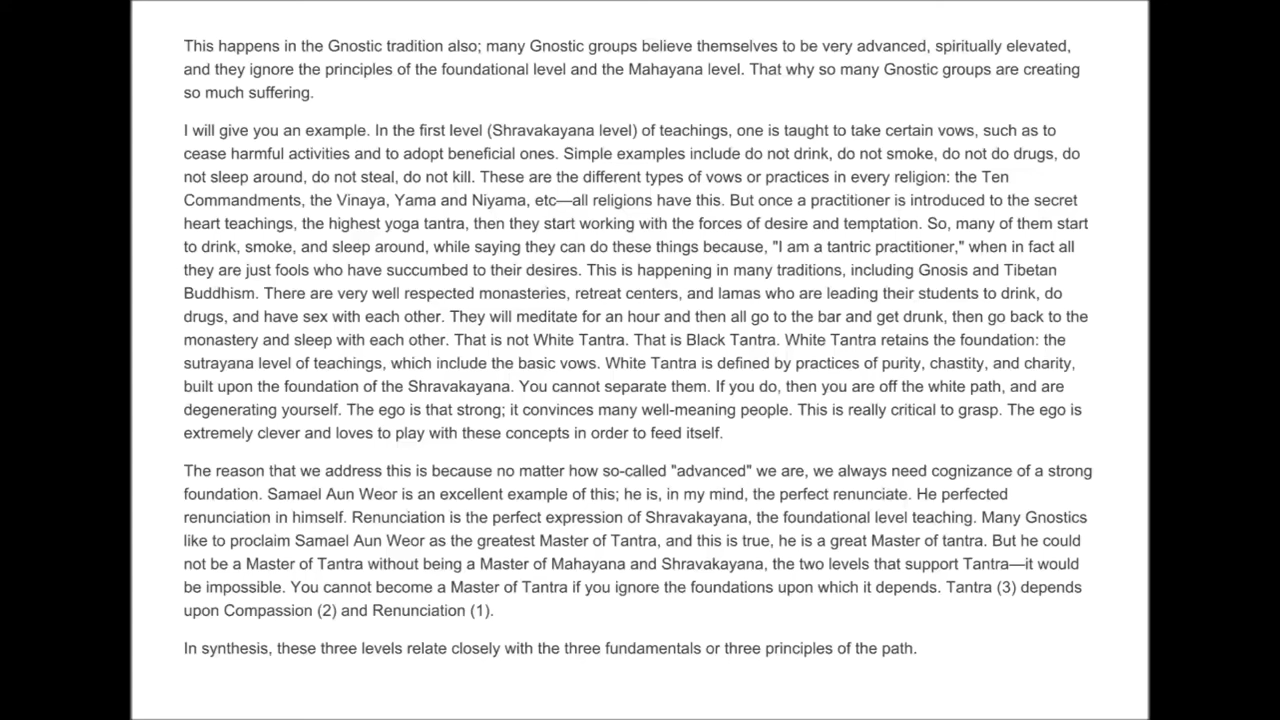 This happens in the Gnostic tradition also; many Gnostic groups believe themselves to be very advanced, spiritually elevated,
and they ignore the principles of the foundational level and the Mahayana level. That why so many Gnostic groups are creating
so much suffering.
I will give you an example. In the first level (Shravakayana level) of teachings, one is taught to take certain vows, such as to
cease harmful activities and to adopt beneficial ones. Simple examples include do not drink, do not smoke, do not do drugs, do
not sleep around, do not steal, do not kill. These are the different types of vows or practices in every religion: the Ten
Commandments, the Vinaya, Yama and Niyama, etc—all religions have this. But once a practitioner is introduced to the secret
heart teachings, the highest yoga tantra, then they start working with the forces of desire and temptation. So, many of them start
to drink, smoke, and sleep around, while saying they can do these things because, "I am a tantric practitioner," when in fact all
they are just fools who have succumbed to their desires. This is happening in many traditions, including Gnosis and Tibetan
Buddhism. There are very well respected monasteries, retreat centers, and lamas who are leading their students to drink, do
drugs, and have sex with each other. They will meditate for an hour and then all go to the bar and get drunk, then go back to the
monastery and sleep with each other. That is not White Tantra. That is Black Tantra. White Tantra retains the foundation: the
sutrayana level of teachings, which include the basic vows. White Tantra is defined by practices of purity, chastity, and charity,
built upon the foundation of the Shravakayana. You cannot separate them. If you do, then you are off the white path, and are
degenerating yourself. The ego is that strong; it convinces many well-meaning people. This is really critical to grasp. The ego is
extremely clever and loves to play with these concepts in order to feed itself.
The reason that we address this is because no matter how so-called "advanced" we are, we always need cognizance of a strong
foundation. Samael Aun Weor is an excellent example of this; he is, in my mind, the perfect renunciate. He perfected
renunciation in himself. Renunciation is the perfect expression of Shravakayana, the foundational level teaching. Many Gnostics
like to proclaim Samael Aun Weor as the greatest Master of Tantra, and this is true, he is a great Master of tantra. But he could
not be a Master of Tantra without being a Master of Mahayana and Shravakayana, the two levels that support Tantra—it would
be impossible. You cannot become a Master of Tantra if you ignore the foundations upon which it depends. Tantra (3) depends
upon Compassion (2) and Renunciation (1).
In synthesis, these three levels relate closely with the three fundamentals or three principles of the path.